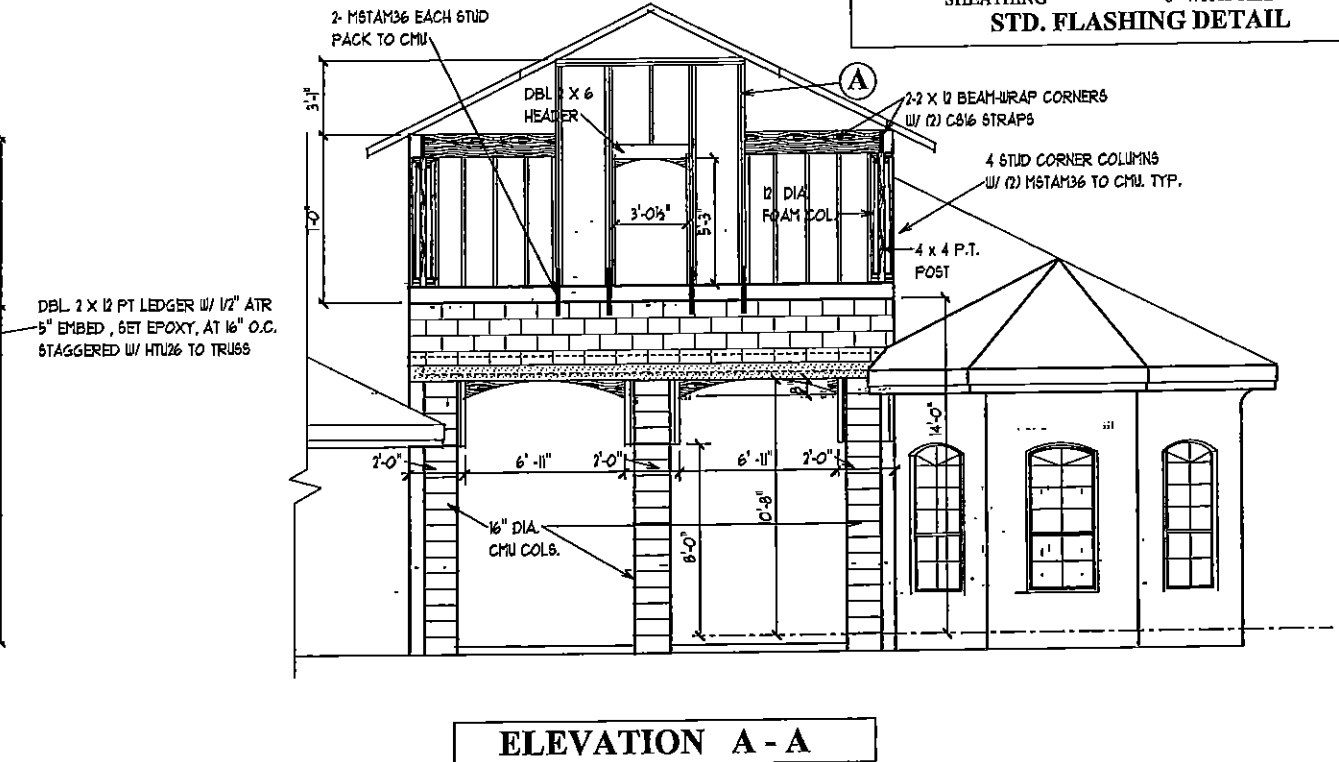 SHEATHING
STD. FLASHING DETAIL
2- MSTAM36 EACH STUD
PACK TO CMU
A
3'-1"
DBL 2 X 6
HEADER
2-2 X 12 BEAM-WRAP CORNERS
W/ (2) CS16 STRAPS
4 STUD CORNER COLUMNS
W/ (2) MSTAM36 TO CMU. TYP.
12 DIA.
FOAM COL.
3'-0½"
5'-3"
4 x 4 P.T.
POST
DBL. 2 X 12 PT LEDGER W/ 1/2" ATR
5" EMBED , SET EPOXY, AT 16" O.C.
STAGGERED W/ HTU26 TO TRUSS
14'-0"
2'-0"
6'-11"
2'-0"
6'-11"
2'-0"
16" DIA.
CMU COLS.
8'-0"
0'-8"
ELEVATION A - A